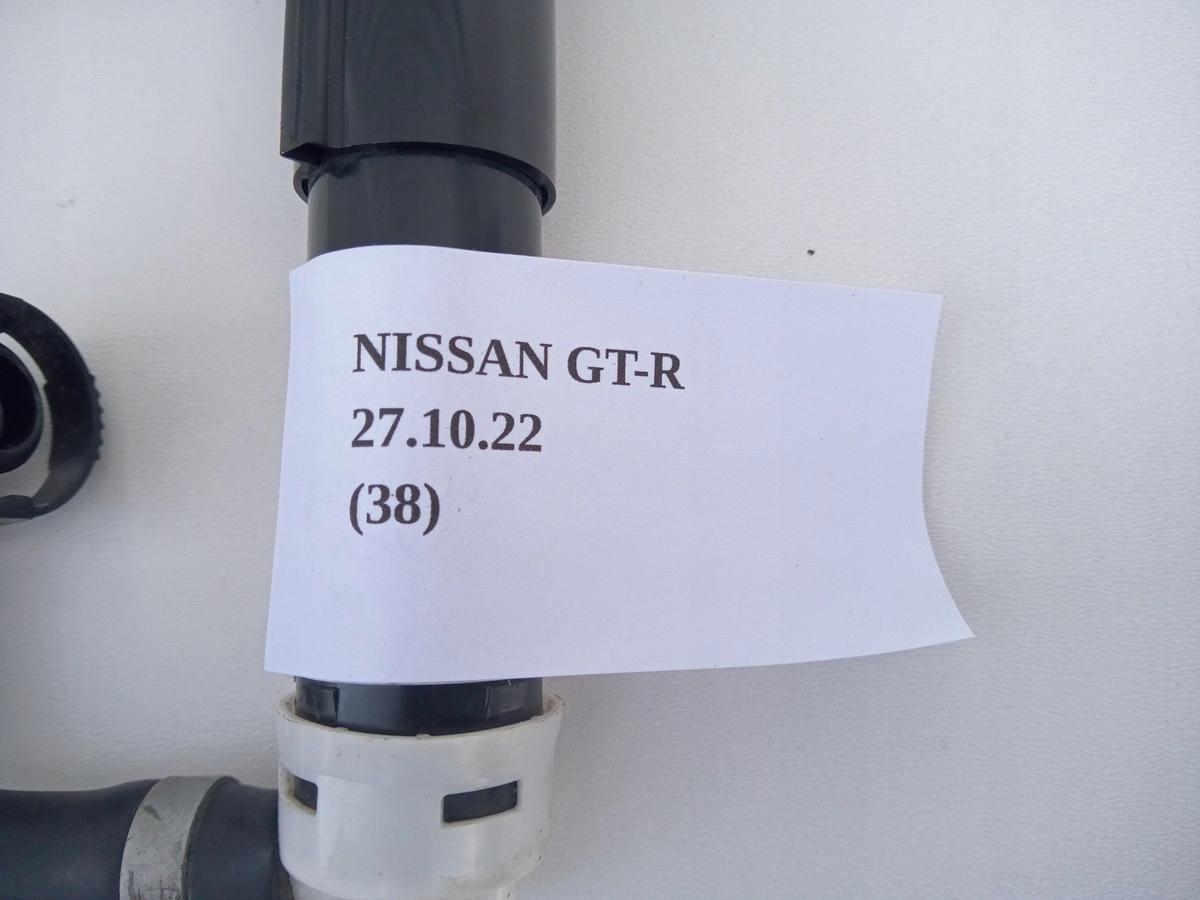 NISSAN GT-R
27.10.22
(38)